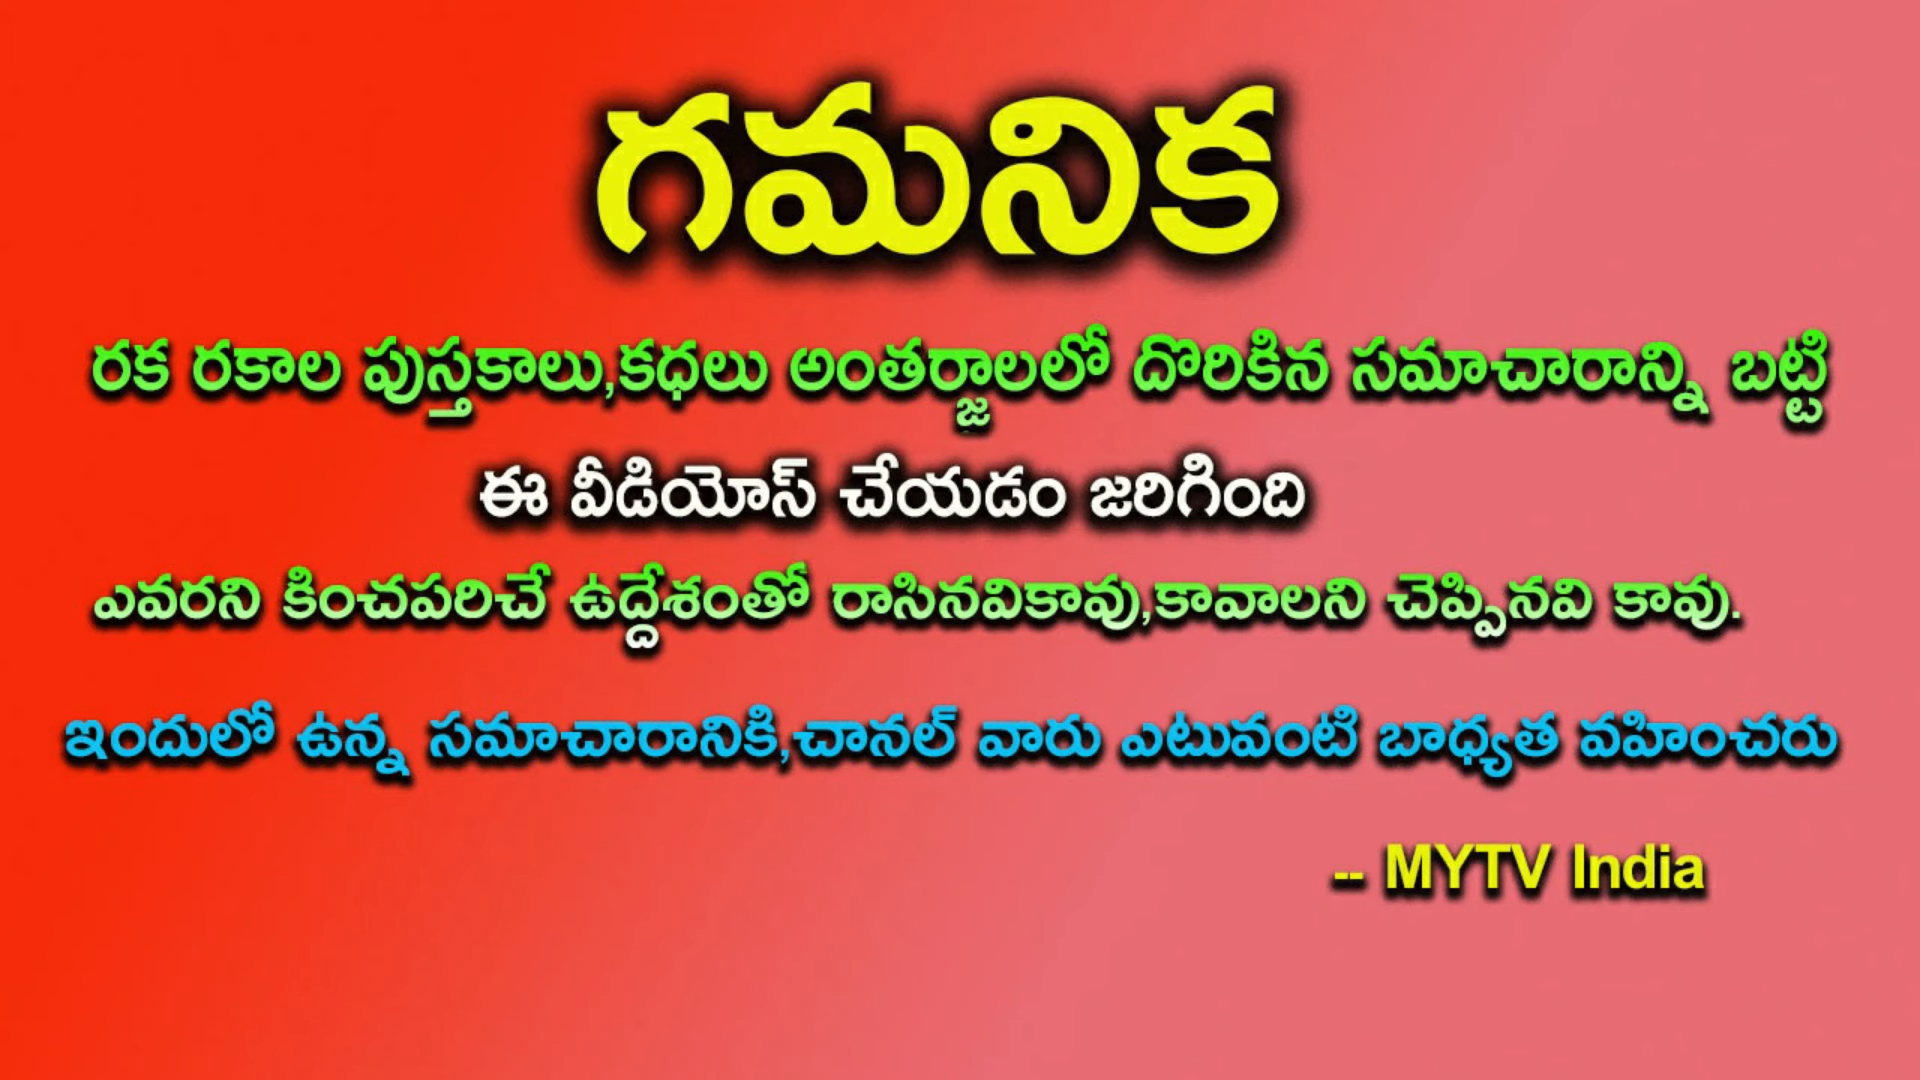 గమనిక
రక రకాల పుస్తకాలు,కధలు అంతర్జాలలో దొరికిన సమాచారాన్ని బట్టి
ఈ వీడియోస్ చేయడం జరిగింది
ఎవరని కించపరిచే ఉద్దేశంతో రాసినవికావు,కావాలని చెప్పినవి కావు.
ఇందులో ఉన్న సమాచారానికి,చానల్ వారు ఎటువంటి బాధ్యత వహించరు
-- MYTV India